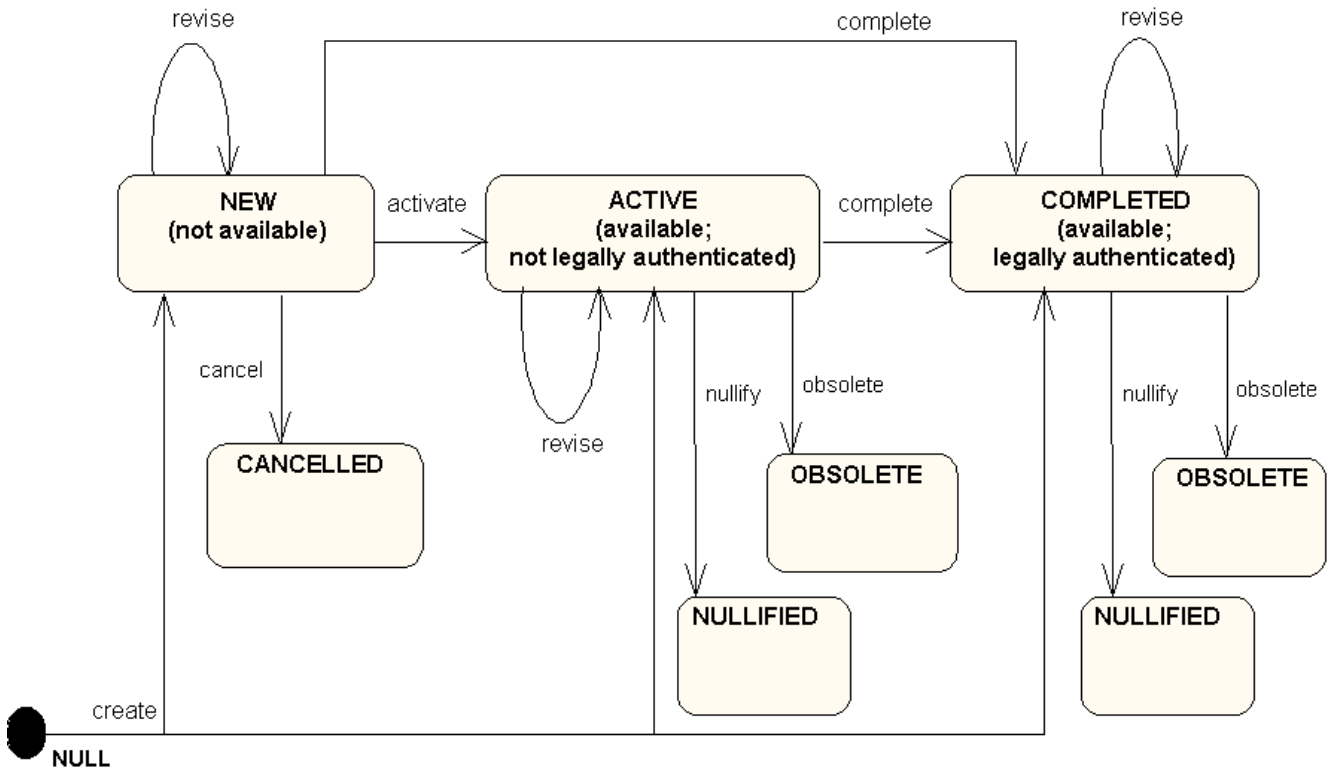 revise
complete
revise
NEW
(not available)
activate
ACTIVE
(available;
not legally authenticated)
complete
COMPLETED
(available;
legally authenticated)
cancel
nullify
obsolete
nullify
obsolete
revise
CANCELLED
OBSOLETE
OBSOLETE
NULLIFIED
NULLIFIED
create
NULL